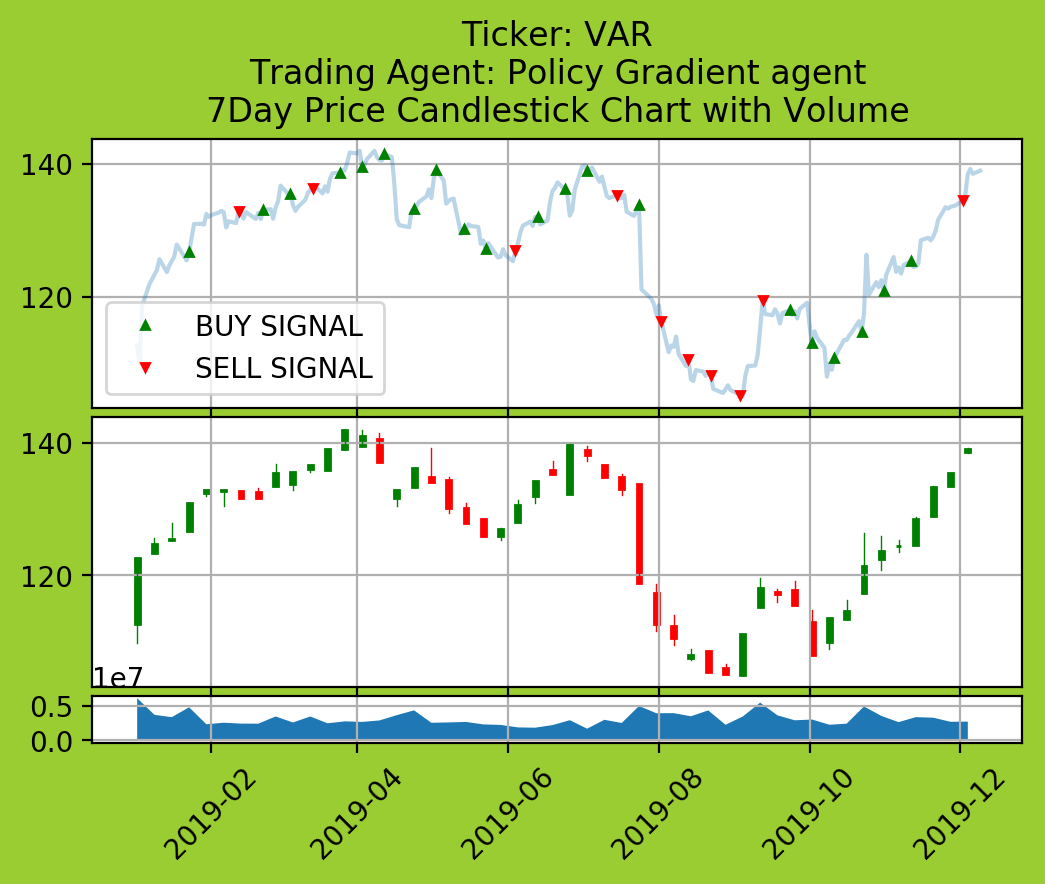 Ticker: VAR
Trading Agent: Policy Gradient agent
7Day Price Candlestick Chart with Volume
140
120
BUY SIGNAL
SELL SIGNAL
140
120
1e7
0.5
0.0
2019-02
2019-04
2019-06
2019-08
2019-10
2019-12